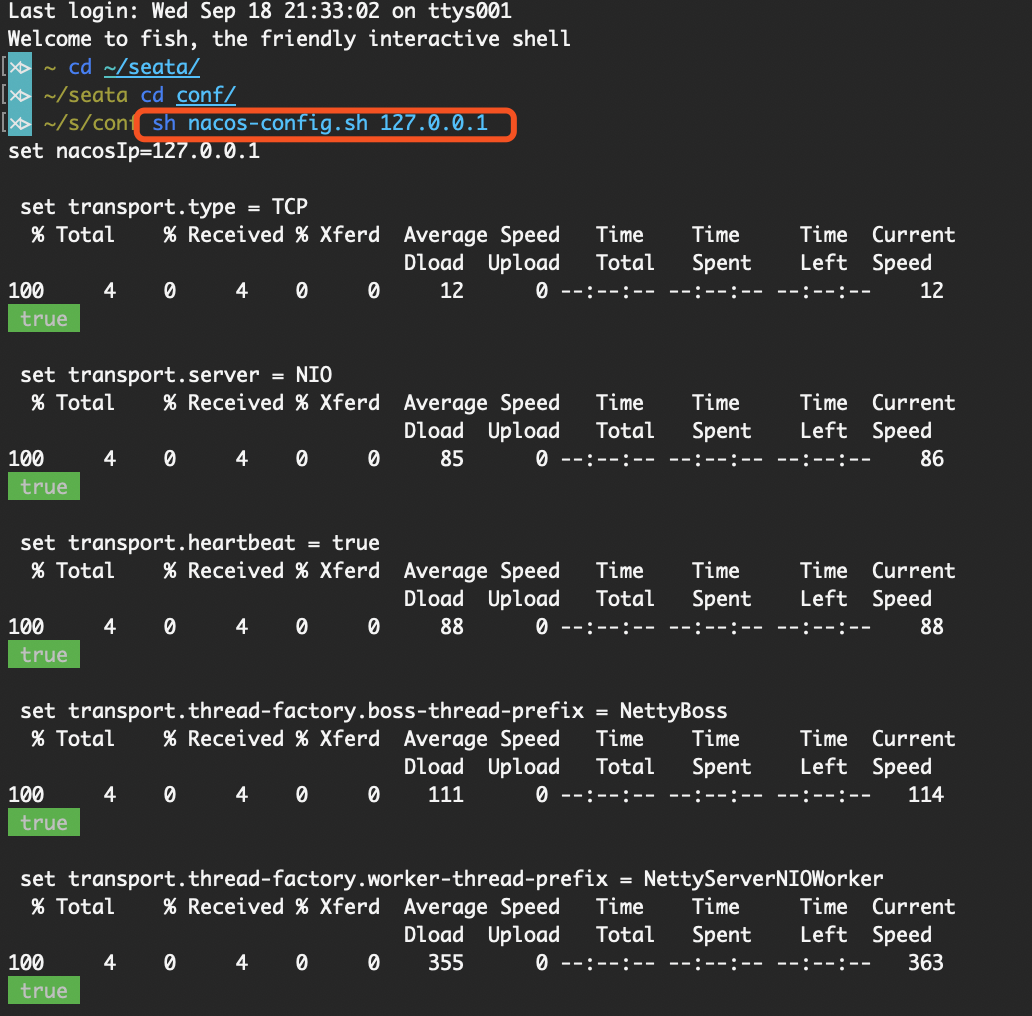 Last login: Wed Sep 18 21:33:02 on ttys001
Welcome to fish, the friendly interactive shell
~ cd ~/seata/
~/seata cd conf/
~/s/conf sh nacos-config.sh 127.0.0.1
set nacosIp=127.0.0.1
set transport.type = TCP
% Total % Received % Xferd Average Speed Time Time Time Current
Dload Upload Total Spent Left Speed
100 4 0 4 0 0 12 0 --:--:-- --:--:-- --:--:-- 12
true
set transport.server = NIO
% Total % Received % Xferd Average Speed Time Time Time Current
Dload Upload Total Spent Left Speed
100 4 0 4 0 0 85 0 --:--:-- --:--:-- --:--:-- 86
true
set transport.heartbeat = true
% Total % Received % Xferd Average Speed Time Time Time Current
Dload Upload Total Spent Left Speed
100 4 0 4 0 0 88 0 --:--:-- --:--:-- --:--:-- 88
true
set transport.thread-factory.boss-thread-prefix = NettyBoss
% Total % Received % Xferd Average Speed Time Time Time Current
Dload Upload Total Spent Left Speed
100 4 0 4 0 0 111 0 --:--:-- --:--:-- --:--:-- 114
true
set transport.thread-factory.worker-thread-prefix = NettyServerNIOWorker
% Total % Received % Xferd Average Speed Time Time Time Current
Dload Upload Total Spent Left Speed
100 4 0 4 0 0 355 0 --:--:-- --:--:-- --:--:-- 363
true